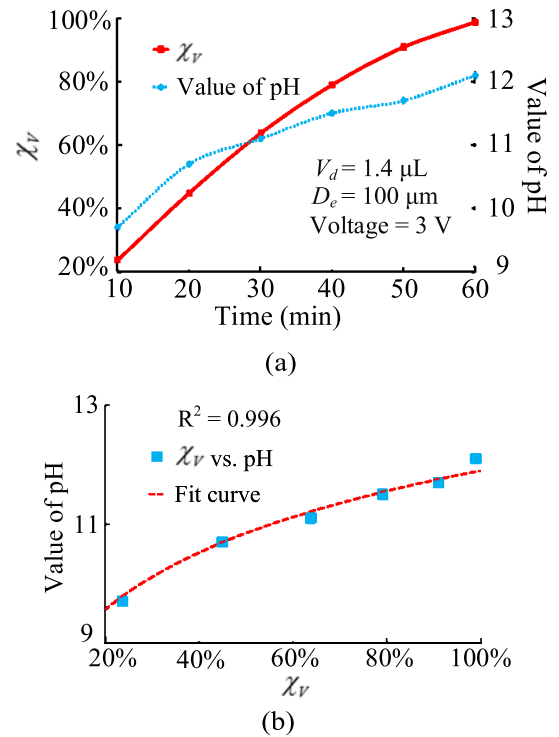 100%
80%
60%
40%
20%
χV
χV
Value of pH
Vd = 1.4 μL
De = 100 μm
Voltage = 3 V
13
12
11
10
9
Value of pH
10 20 30 40 50 60
Time (min)
(a)
13
11
9
Value of pH
R² = 0.996
χV vs. pH
Fit curve
20% 40% 60% 80% 100%
χV
(b)